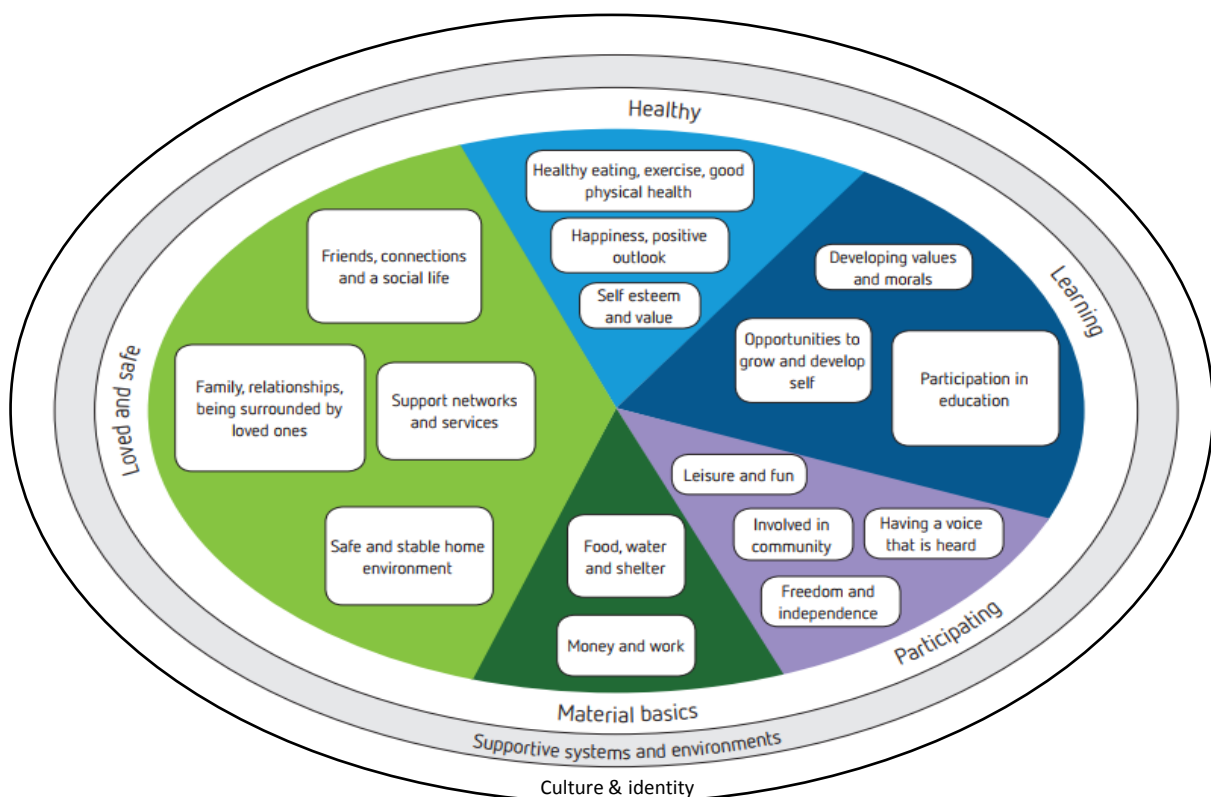 Healthy
Healthy eating, exercise, good
physical health
Happiness, positive
outlook
Self esteem
and value
Learning
Developing values
and morals
Opportunities to
grow and develop
self
Participation in
education
Participating
Leisure and fun
Involved in
community
Having a voice
that is heard
Freedom and
independence
Material basics
Food, water
and shelter
Money and work
Loved and safe
Friends, connections
and a social life
Family, relationships,
being surrounded by
loved ones
Support networks
and services
Safe and stable home
environment
Supportive systems and environments
Culture & identity